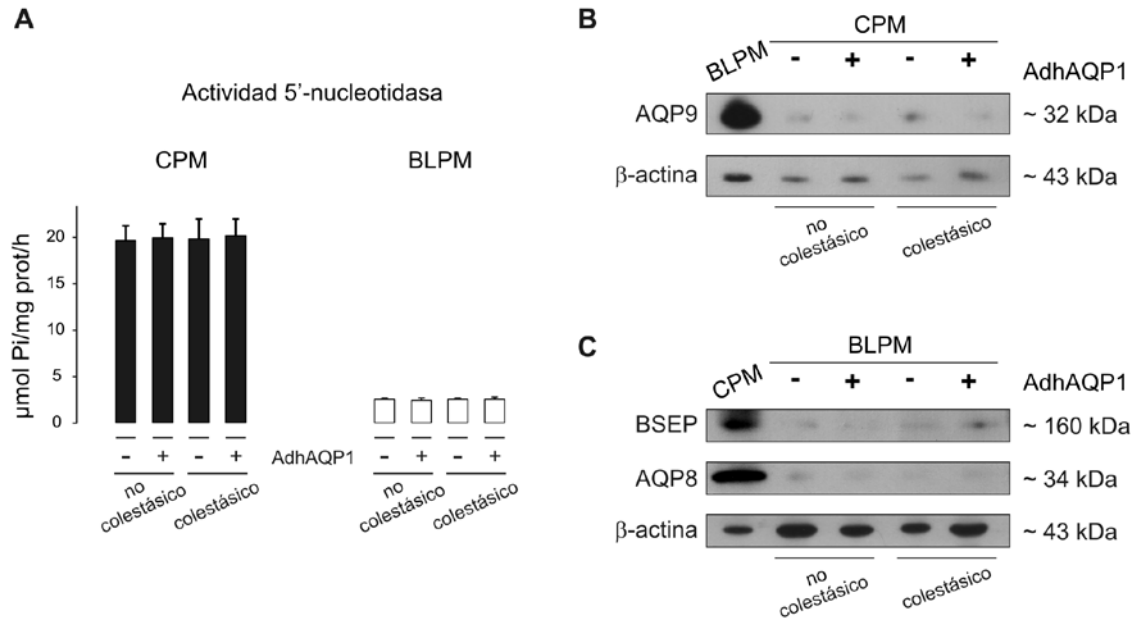 A
Actividad 5'-nucleotidasa
CPM
BLPM
µmol Pi/mg prot/h
20
15
10
5
0
- + - + AdhAQP1 - + - +
no colestásico
colestásico
no colestásico
colestásico
B
CPM
BLPM - + - + AdhAQP1
AQP9 ~ 32 kDa
β-actina ~ 43 kDa
no colestásico
colestásico
C
BLPM
CPM - + - + AdhAQP1
BSEP ~ 160 kDa
AQP8 ~ 34 kDa
β-actina ~ 43 kDa
no colestásico
colestásico